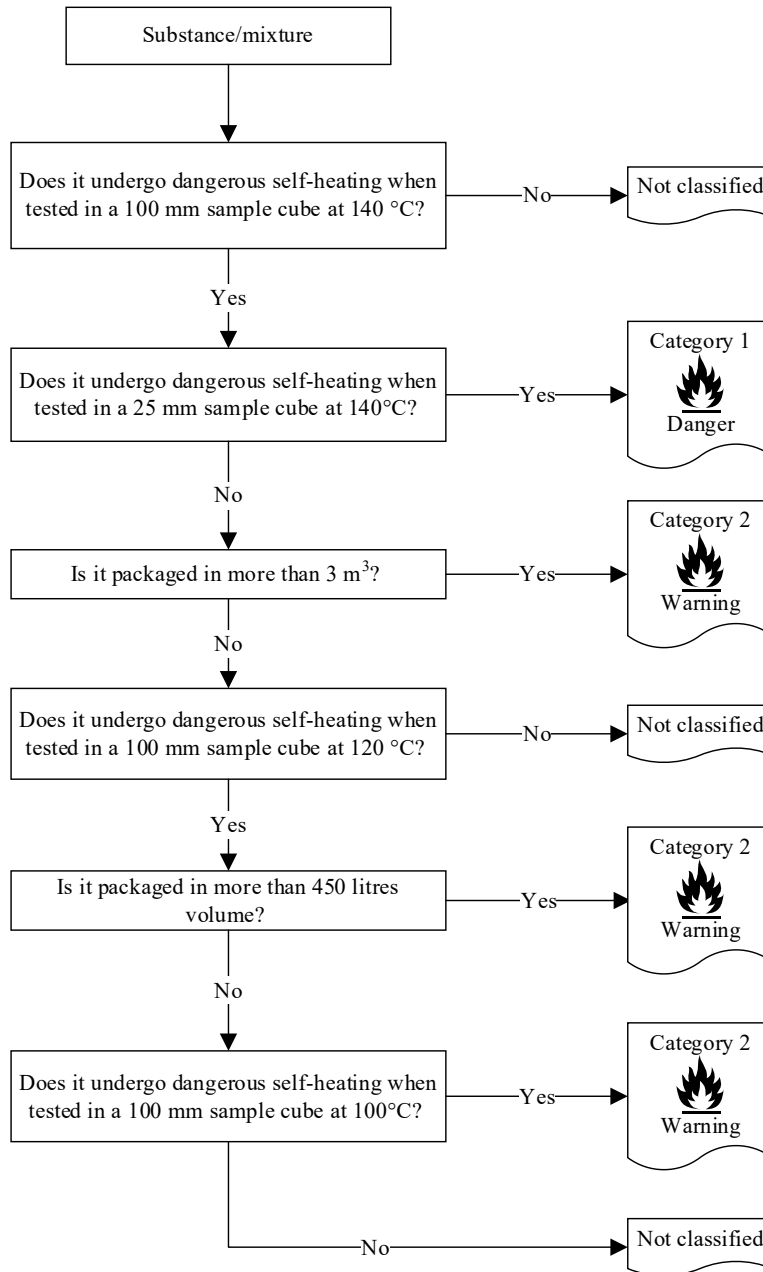 Substance/mixture
Does it undergo dangerous self-heating when
tested in a 100 mm sample cube at 140 °C?
No
Not classified
Yes
Does it undergo dangerous self-heating when
tested in a 25 mm sample cube at 140°C?
Yes
Category 1
Danger
No
Is it packaged in more than 3 m³?
Yes
Category 2
Warning
No
Does it undergo dangerous self-heating when
tested in a 100 mm sample cube at 120 °C?
No
Not classified
Yes
Is it packaged in more than 450 litres
volume?
Yes
Category 2
Warning
No
Does it undergo dangerous self-heating when
tested in a 100 mm sample cube at 100°C?
Yes
Category 2
Warning
No
Not classified